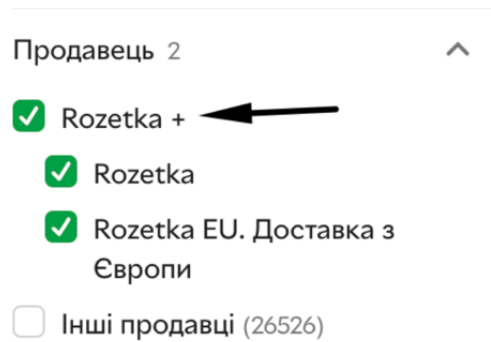 Продавець 2
Rozetka +
Rozetka
Rozetka EU. Доставка з
Європи
Інші продавці (26526)